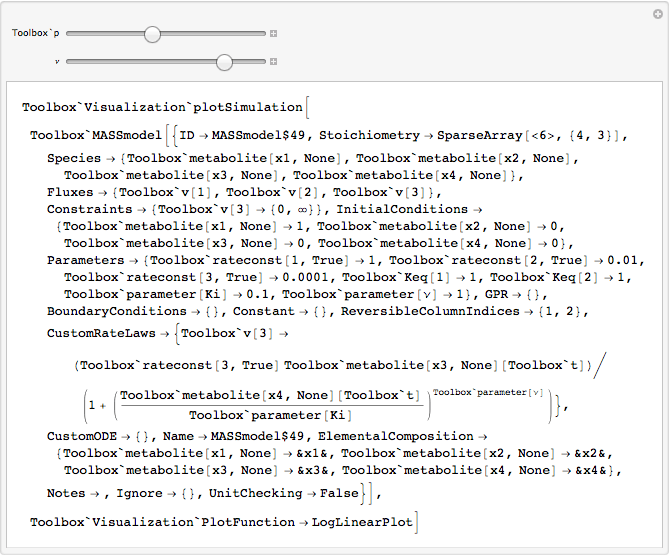 Toolbox`p
ν
Toolbox`Visualization`plotSimulation[
Toolbox`MASSmodel[{ID→MASSmodel$49, Stoichiometry→SparseArray[<6>, {4, 3}],
Species→{Toolbox`metabolite[x1, None], Toolbox`metabolite[x2, None],
Toolbox`metabolite[x3, None], Toolbox`metabolite[x4, None]},
Fluxes→{Toolbox`v[1], Toolbox`v[2], Toolbox`v[3]},
Constraints→{Toolbox`v[3]→{0, ∞}}, InitialConditions→
{Toolbox`metabolite[x1, None]→1, Toolbox`metabolite[x2, None]→0,
Toolbox`metabolite[x3, None]→0, Toolbox`metabolite[x4, None]→0},
Parameters→{Toolbox`rateconst[1, True]→1, Toolbox`rateconst[2, True]→0.01,
Toolbox`rateconst[3, True]→0.0001, Toolbox`Keq[1]→1, Toolbox`Keq[2]→1,
Toolbox`parameter[Ki]→0.1, Toolbox`parameter[ν]→1}, GPR→{},
BoundaryConditions→{}, Constant→{}, ReversibleColumnIndices→{1, 2},
CustomRateLaws→{Toolbox`v[3]→
(Toolbox`rateconst[3, True] Toolbox`metabolite[x3, None][Toolbox`t])/
(1+(Toolbox`metabolite[x4, None][Toolbox`t]/Toolbox`parameter[Ki])^Toolbox`parameter[ν])},
CustomODE→{}, Name→MASSmodel$49, ElementalComposition→
{Toolbox`metabolite[x1, None]→&x1&, Toolbox`metabolite[x2, None]→&x2&,
Toolbox`metabolite[x3, None]→&x3&, Toolbox`metabolite[x4, None]→&x4&},
Notes→, Ignore→{}, UnitChecking→False}],
Toolbox`Visualization`PlotFunction→LogLinearPlot]